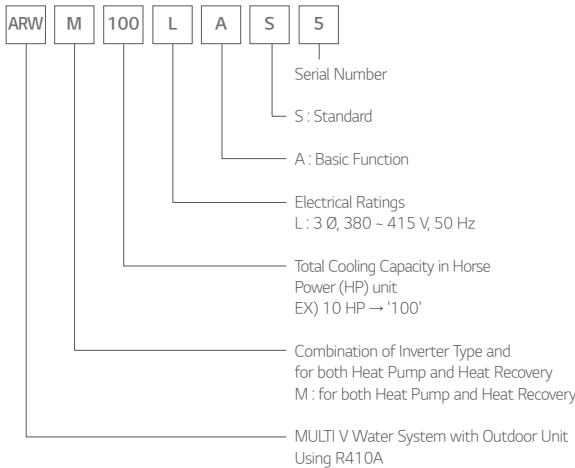 ARW M 100 L A S 5
Serial Number
S : Standard
A : Basic Function
Electrical Ratings
L : 3 Ø, 380 ~ 415 V, 50 Hz
Total Cooling Capacity in Horse
Power (HP) unit
EX) 10 HP → '100'
Combination of Inverter Type and
for both Heat Pump and Heat Recovery
M : for both Heat Pump and Heat Recovery
MULTI V Water System with Outdoor Unit
Using R410A